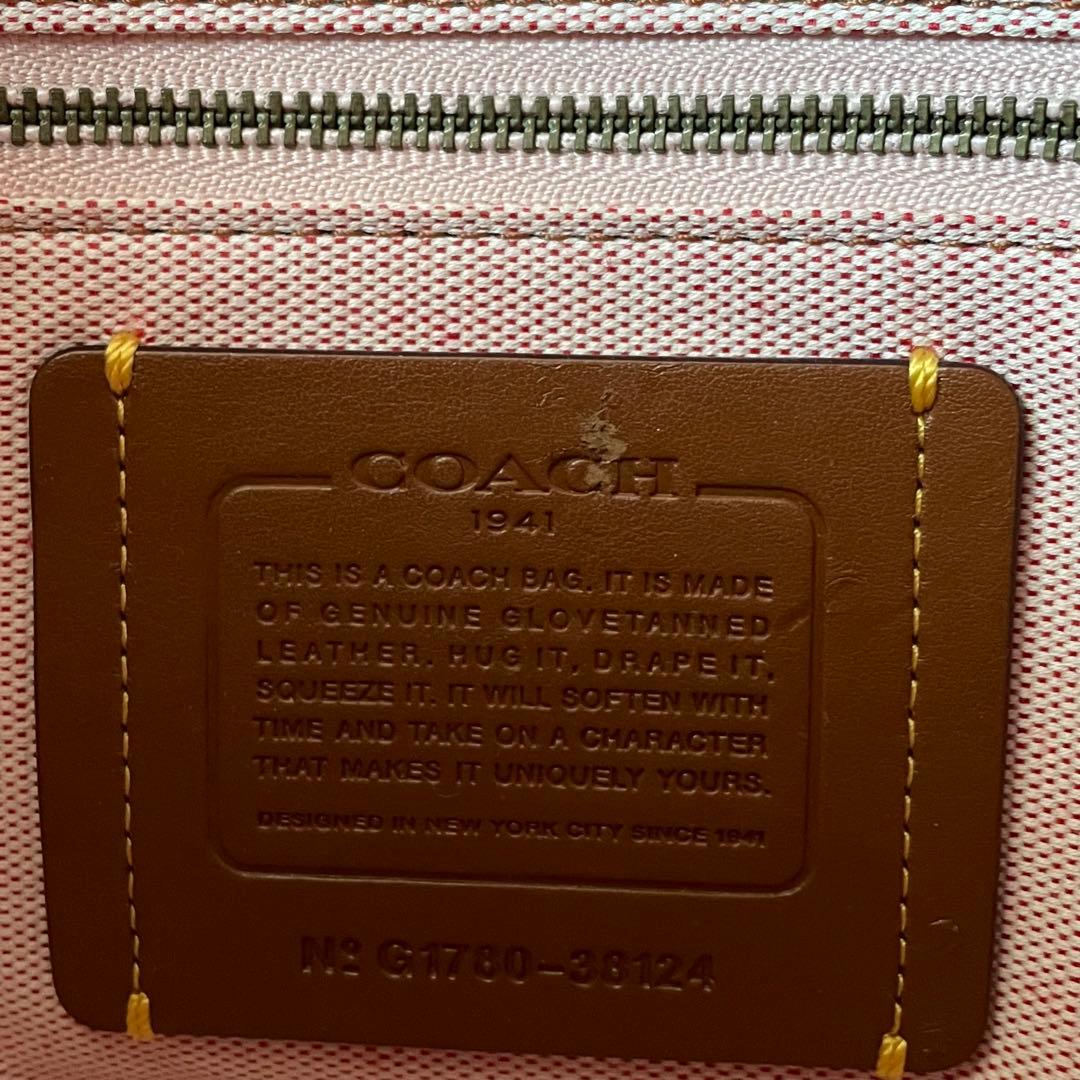 COACH
1941
THIS IS A COACH BAG. IT IS MADE
OF GENUINE GLOVETANNED
LEATHER. HUG IT, DRAPE IT,
SQUEEZE IT. IT WILL SOFTEN WITH
TIME AND TAKE ON A CHARACTER
THAT MAKES IT UNIQUELY YOURS.
DESIGNED IN NEW YORK CITY SINCE 1941
Nº G1780-38124